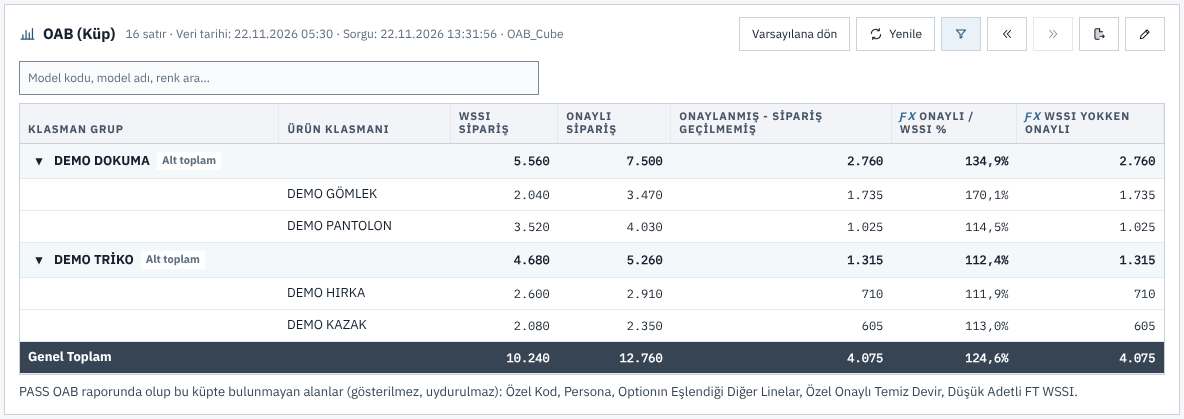 OAB (Küp) 16 satır · Veri tarihi: 22.11.2026 05:30 · Sorgu: 22.11.2026 13:31:56 · OAB_Cube Varsayılana dön Yenile
Model kodu, model adı, renk ara...
KLASMAN GRUP ÜRÜN KLASMANI WSSI SİPARİŞ ONAYLI SİPARİŞ ONAYLANMIŞ - SİPARİŞ GEÇİLMEMİŞ ƒx ONAYLI / WSSI % ƒx WSSI YOKKEN ONAYLI
▼ DEMO DOKUMA Alt toplam 5.560 7.500 2.760 134,9% 2.760
DEMO GÖMLEK 2.040 3.470 1.735 170,1% 1.735
DEMO PANTOLON 3.520 4.030 1.025 114,5% 1.025
▼ DEMO TRİKO Alt toplam 4.680 5.260 1.315 112,4% 1.315
DEMO HIRKA 2.600 2.910 710 111,9% 710
DEMO KAZAK 2.080 2.350 605 113,0% 605
Genel Toplam 10.240 12.760 4.075 124,6% 4.075
PASS OAB raporunda olup bu küpte bulunmayan alanlar (gösterilmez, uydurulmaz): Özel Kod, Persona, Optionın Eşlendiği Diğer Linelar, Özel Onaylı Temiz Devir, Düşük Adetli FT WSSI.